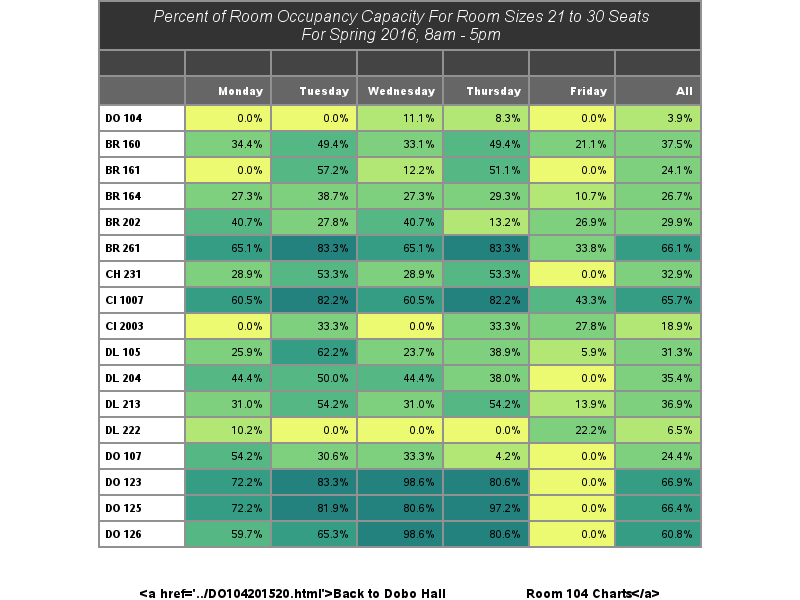 Percent of Room Occupancy Capacity For Room Sizes 21 to 30 Seats
For Spring 2016, 8am - 5pm
Monday Tuesday Wednesday Thursday Friday All
DO 104 0.0% 0.0% 11.1% 8.3% 0.0% 3.9%
BR 160 34.4% 49.4% 33.1% 49.4% 21.1% 37.5%
BR 161 0.0% 57.2% 12.2% 51.1% 0.0% 24.1%
BR 164 27.3% 38.7% 27.3% 29.3% 10.7% 26.7%
BR 202 40.7% 27.8% 40.7% 13.2% 26.9% 29.9%
BR 261 65.1% 83.3% 65.1% 83.3% 33.8% 66.1%
CH 231 28.9% 53.3% 28.9% 53.3% 0.0% 32.9%
CI 1007 60.5% 82.2% 60.5% 82.2% 43.3% 65.7%
CI 2003 0.0% 33.3% 0.0% 33.3% 27.8% 18.9%
DL 105 25.9% 62.2% 23.7% 38.9% 5.9% 31.3%
DL 204 44.4% 50.0% 44.4% 38.0% 0.0% 35.4%
DL 213 31.0% 54.2% 31.0% 54.2% 13.9% 36.9%
DL 222 10.2% 0.0% 0.0% 0.0% 22.2% 6.5%
DO 107 54.2% 30.6% 33.3% 4.2% 0.0% 24.4%
DO 123 72.2% 83.3% 98.6% 80.6% 0.0% 66.9%
DO 125 72.2% 81.9% 80.6% 97.2% 0.0% 66.4%
DO 126 59.7% 65.3% 98.6% 80.6% 0.0% 60.8%
<a href='../DO104201520.html'>Back to Dobo Hall Room 104 Charts</a>